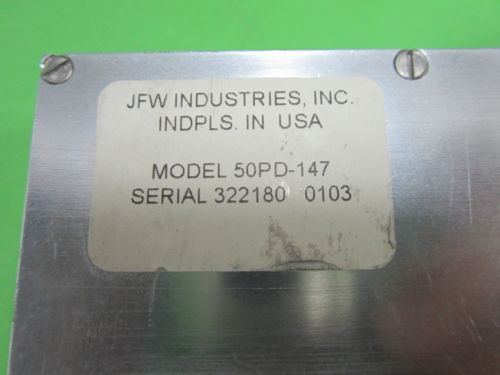 JFW INDUSTRIES, INC.
INDPLS. IN USA
MODEL 50PD-147
SERIAL 322180 0103